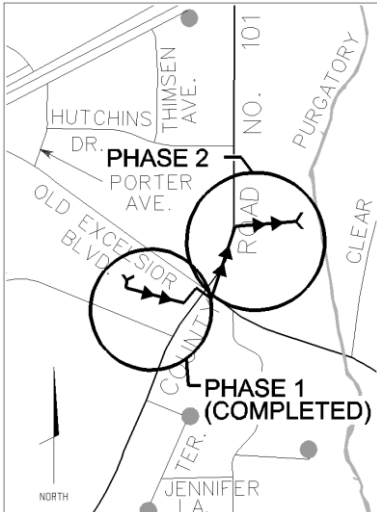 THIMSEN
AVE.
NO. 101
PURGATORY
HUTCHINS
DR.
PHASE 2
PORTER
AVE.
OLD EXCELSIOR
BLVD.
ROAD
CLEAR
COUNTY
PHASE 1
(COMPLETED)
TER.
NORTH
JENNIFER
LA.